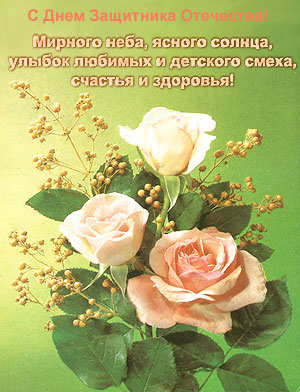 С Днем Защитника Отечества!
Мирного неба, ясного солнца,
улыбок любимых и детского смеха,
счастья и здоровья!